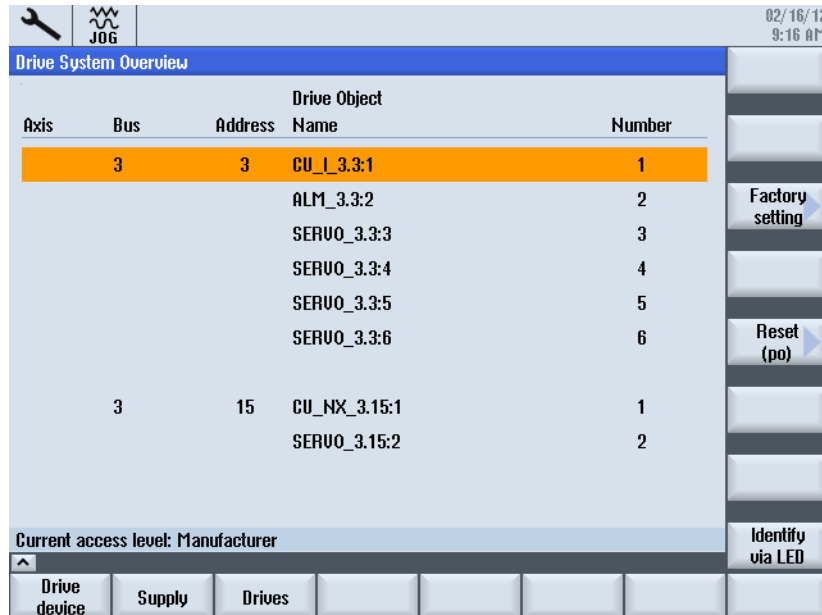 JOG
02/16/12
9:16 AM
Drive System Overview
Drive Object
Axis Bus Address Name Number
3 3 CU_I_3.3:1 1
ALM_3.3:2 2
SERVO_3.3:3 3
SERVO_3.3:4 4
SERVO_3.3:5 5
SERVO_3.3:6 6
3 15 CU_NX_3.15:1 1
SERVO_3.15:2 2
Current access level: Manufacturer
Factory
setting
Reset
(po)
Identify
via LED
Drive
device
Supply
Drives